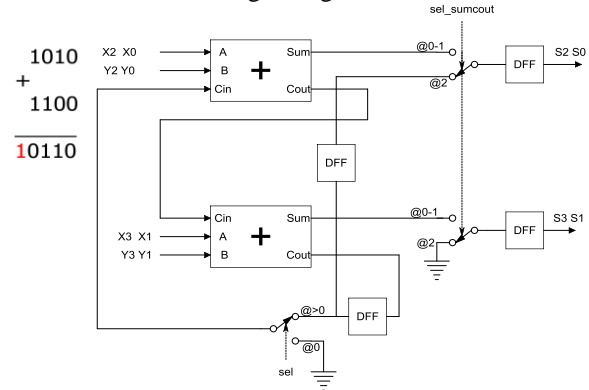 sel_sumcout
1010
+
1100
10110
X2 X0
Y2 Y0
A
B
Cin
+
Sum
Cout
@0-1
@2
DFF
S2 S0
DFF
Cin
A
B
+
Sum
Cout
X3 X1
Y3 Y1
@0-1
@2
DFF
S3 S1
@>0
DFF
@0
sel